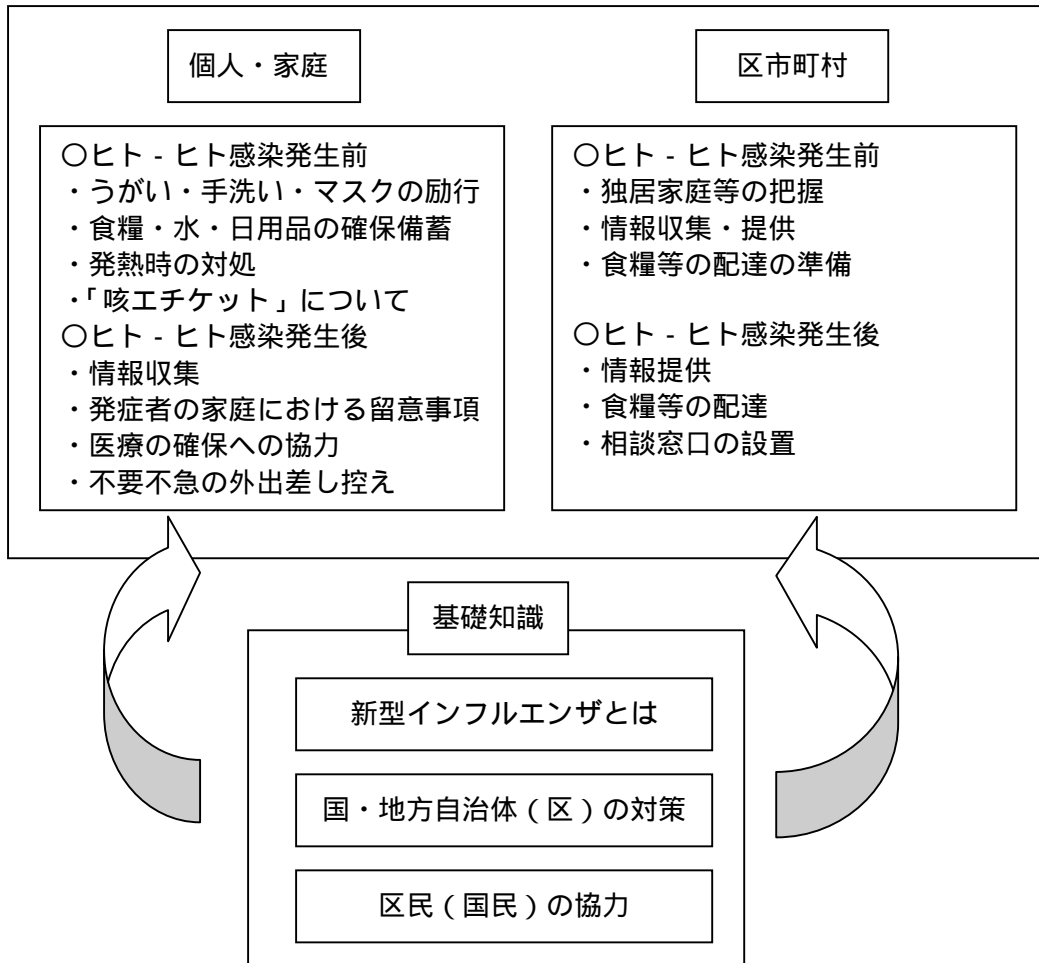 個人・家庭
〇ヒト‐ヒト感染発生前
・うがい・手洗い・マスクの励行
・食糧・水・日用品の確保備蓄
・発熱時の対処
・「咳エチケット」について
〇ヒト‐ヒト感染発生後
・情報収集
・発症者の家庭における留意事項
・医療の確保への協力
・不要不急の外出差し控え
区市町村
〇ヒト‐ヒト感染発生前
・独居家庭等の把握
・情報収集・提供
・食糧等の配達の準備
〇ヒト‐ヒト感染発生後
・情報提供
・食糧等の配達
・相談窓口の設置
基礎知識
新型インフルエンザとは
国・地方自治体(区)の対策
区民(国民)の協力